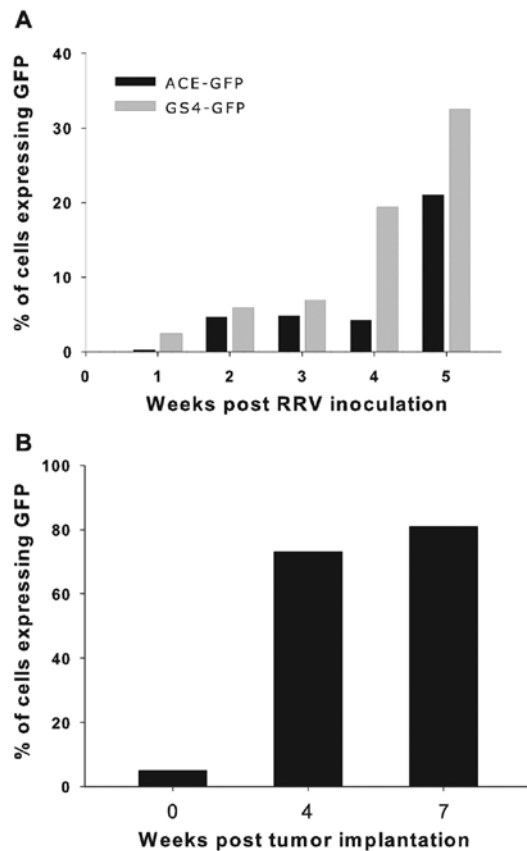 A
% of cells expressing GFP
40
30
20
10
0
ACE-GFP
GS4-GFP
0 1 2 3 4 5
Weeks post RRV inoculation
B
% of cells expressing GFP
100
80
60
40
20
0
0 4 7
Weeks post tumor implantation